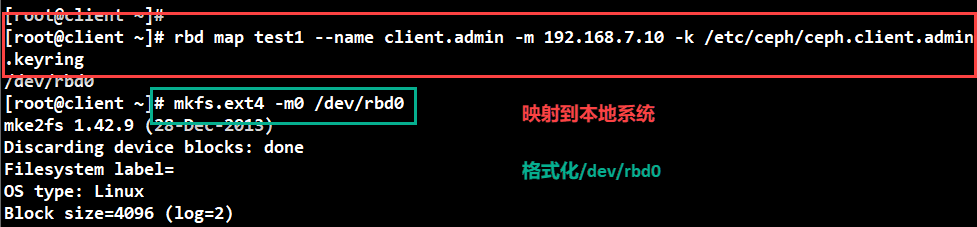 [root@client ~]#
[root@client ~]# rbd map test1 --name client.admin -m 192.168.7.10 -k /etc/ceph/ceph.client.admin
.keyring
/dev/rbd0
[root@client ~]# mkfs.ext4 -m0 /dev/rbd0
mke2fs 1.42.9 (28-Dec-2013)
映射到本地系统
Discarding device blocks: done
Filesystem label=
格式化/dev/rbd0
OS type: Linux
Block size=4096 (log=2)